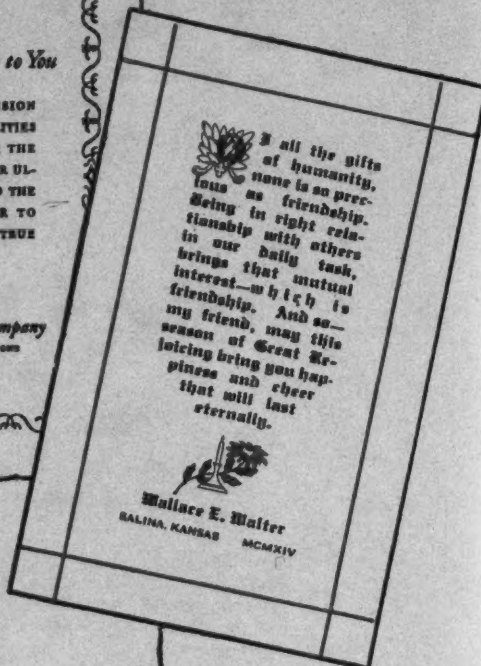 to You
SION
ITIES
THE
R UL-
O THE
R TO
TRUE
mpany
Of all the gifts
of humanity,
none is so prec-
ious as friendship.
Being in right rela-
tionship with others
in our daily task,
brings that mutual
interest—which is
friendship. And so—
my friend, may this
season of Great Re-
joicing bring you hap-
piness and cheer
that will last
eternally.
Wallace E. Walter
SALINA, KANSAS MCMXIV